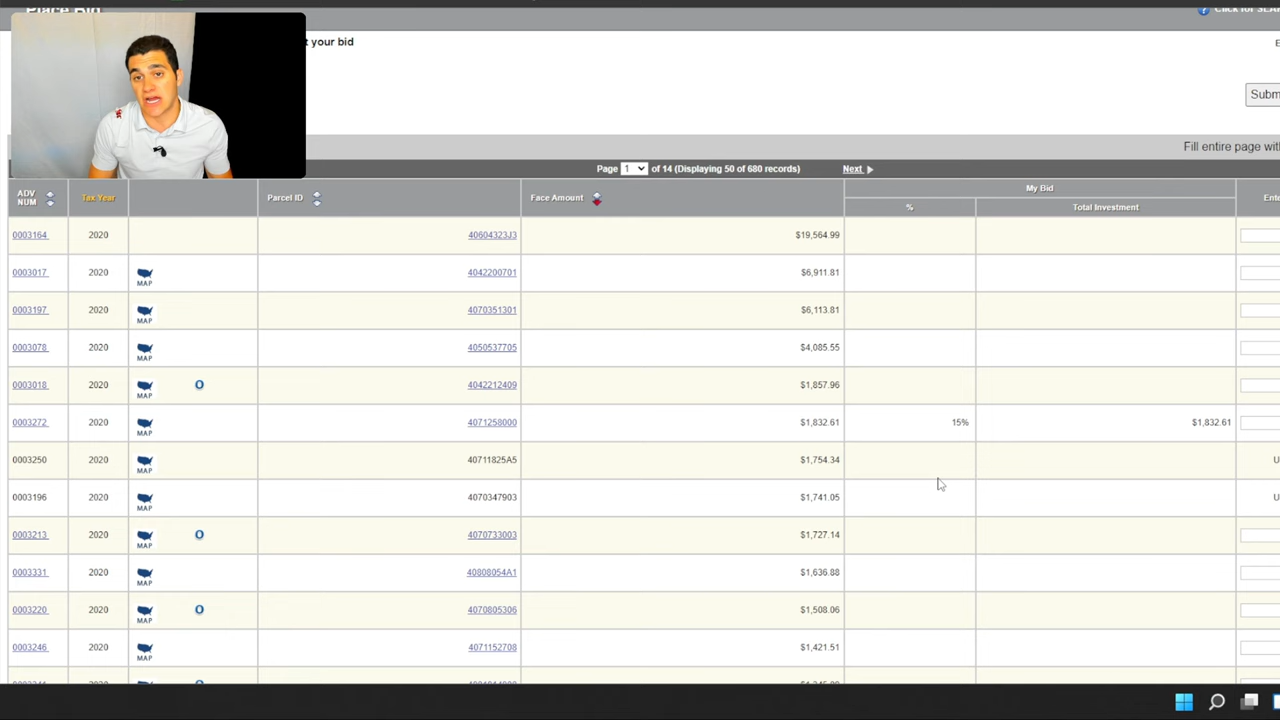 Place Bid
Click for
t your bid
E
Subm
Fill entire page wit
Page 1 of 14 (Displaying 50 of 680 records) Next
My Bid
ADV NUM Tax Year Parcel ID Face Amount % Total Investment Ente
0003164 2020 40604323J3 $19,564.99
0003017 2020 MAP 4042200701 $6,911.81
0003197 2020 MAP 4070351301 $6,113.81
0003078 2020 MAP 4050537705 $4,085.55
0003018 2020 MAP O 4042212409 $1,857.96
0003272 2020 MAP 4071258000 $1,832.61 15% $1,832.61
0003250 2020 MAP 40711825A5 $1,754.34 U
0003196 2020 MAP 4070347903 $1,741.05 U
0003213 2020 MAP O 4070733003 $1,727.14
0003331 2020 MAP 40808054A1 $1,636.88
0003220 2020 MAP O 4070805306 $1,508.06
0003246 2020 MAP 4071152708 $1,421.51